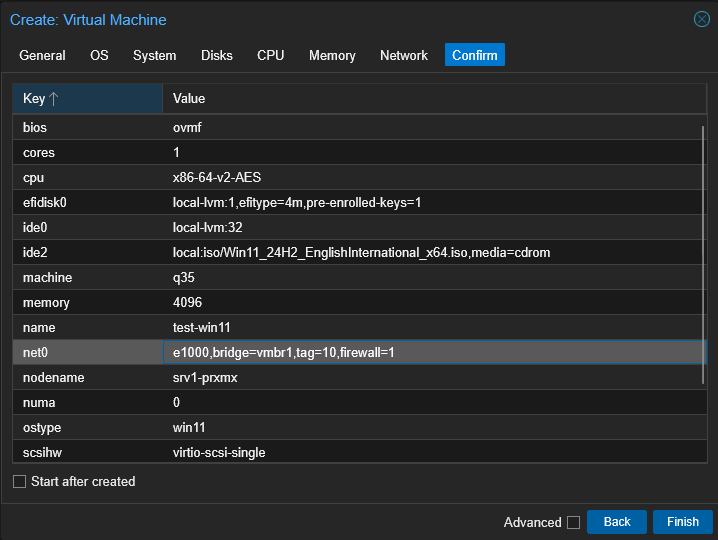 Create: Virtual Machine
General OS System Disks CPU Memory Network Confirm
Key Value
bios ovmf
cores 1
cpu x86-64-v2-AES
efidisk0 local-lvm:1,efitype=4m,pre-enrolled-keys=1
ide0 local-lvm:32
ide2 local:iso/Win11_24H2_EnglishInternational_x64.iso,media=cdrom
machine q35
memory 4096
name test-win11
net0 e1000,bridge=vmbr1,tag=10,firewall=1
nodename srv1-prxmx
numa 0
ostype win11
scsihw virtio-scsi-single
Start after created
Advanced Back Finish